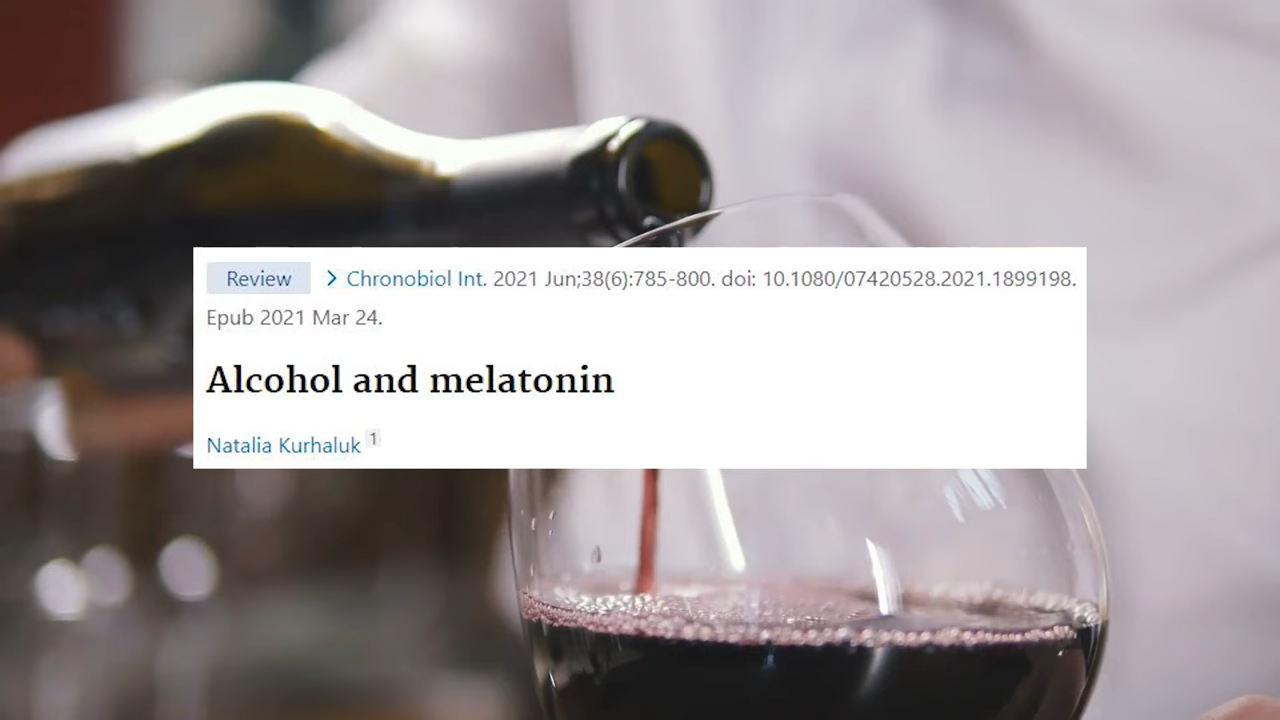 Review > Chronobiol Int. 2021 Jun;38(6):785-800. doi: 10.1080/07420528.2021.1899198.
Epub 2021 Mar 24.
Alcohol and melatonin
Natalia Kurhaluk 1